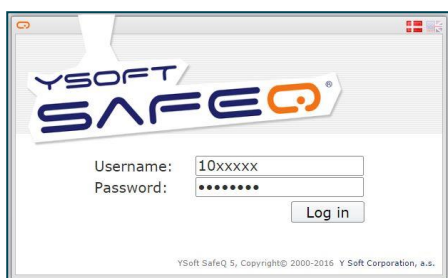 YSOFT
SAFEQ®
Username: 10xxxxx
Password: ••••••••
Log in
YSoft SafeQ 5, Copyright© 2000-2016 Y Soft Corporation, a.s.